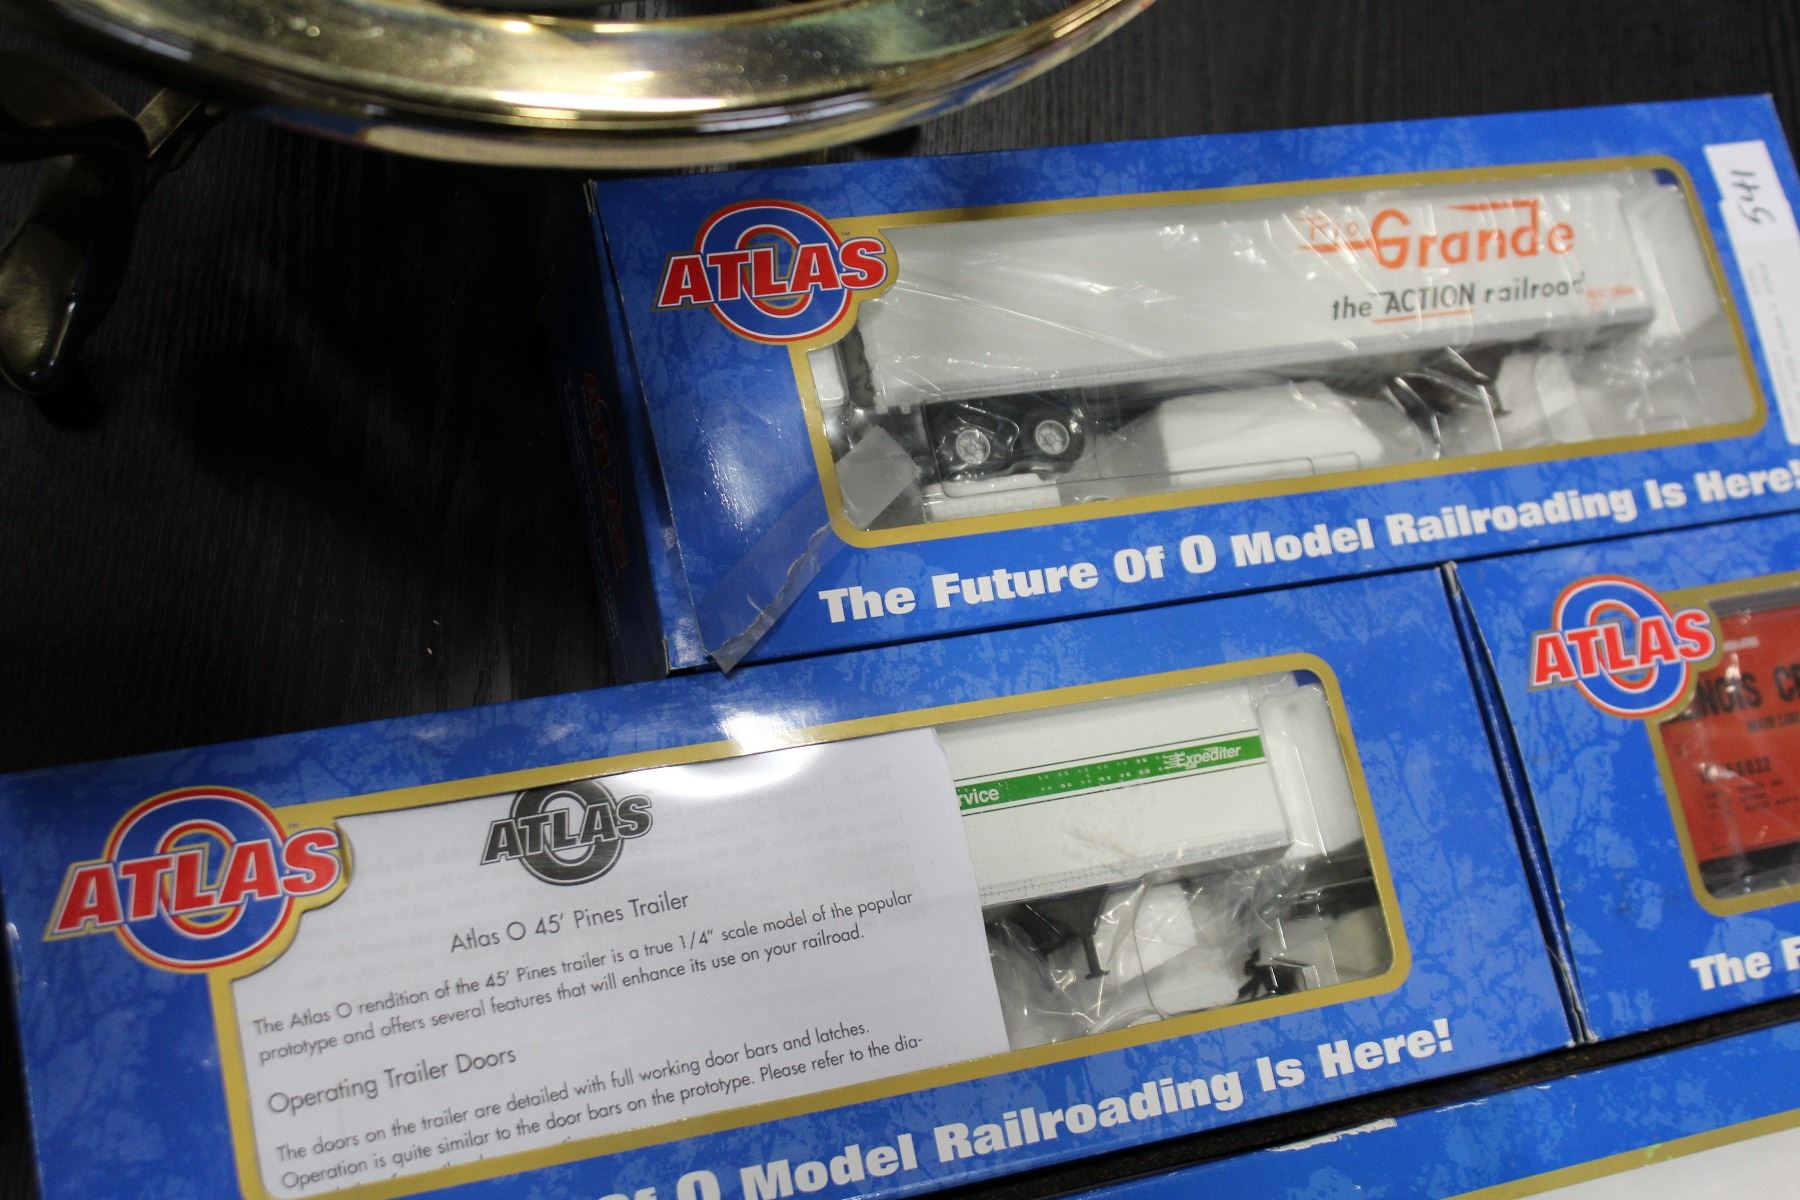 ATLAS
O
Rio Grande
the ACTION railroad
The Future Of O Model Railroading Is Here!
ATLAS
Expediter
rvice
ATLAS
Atlas O 45' Pines Trailer
The Atlas O rendition of the 45' Pines trailer is a true 1/4" scale model of the popular
prototype and offers several features that will enhance its use on your railroad.
Operating Trailer Doors
The doors on the trailer are detailed with full working door bars and latches.
Operation is quite similar to the door bars on the prototype. Please refer to the dia-
Of O Model Railroading Is Here!
ATLAS
NOIS CE
The F